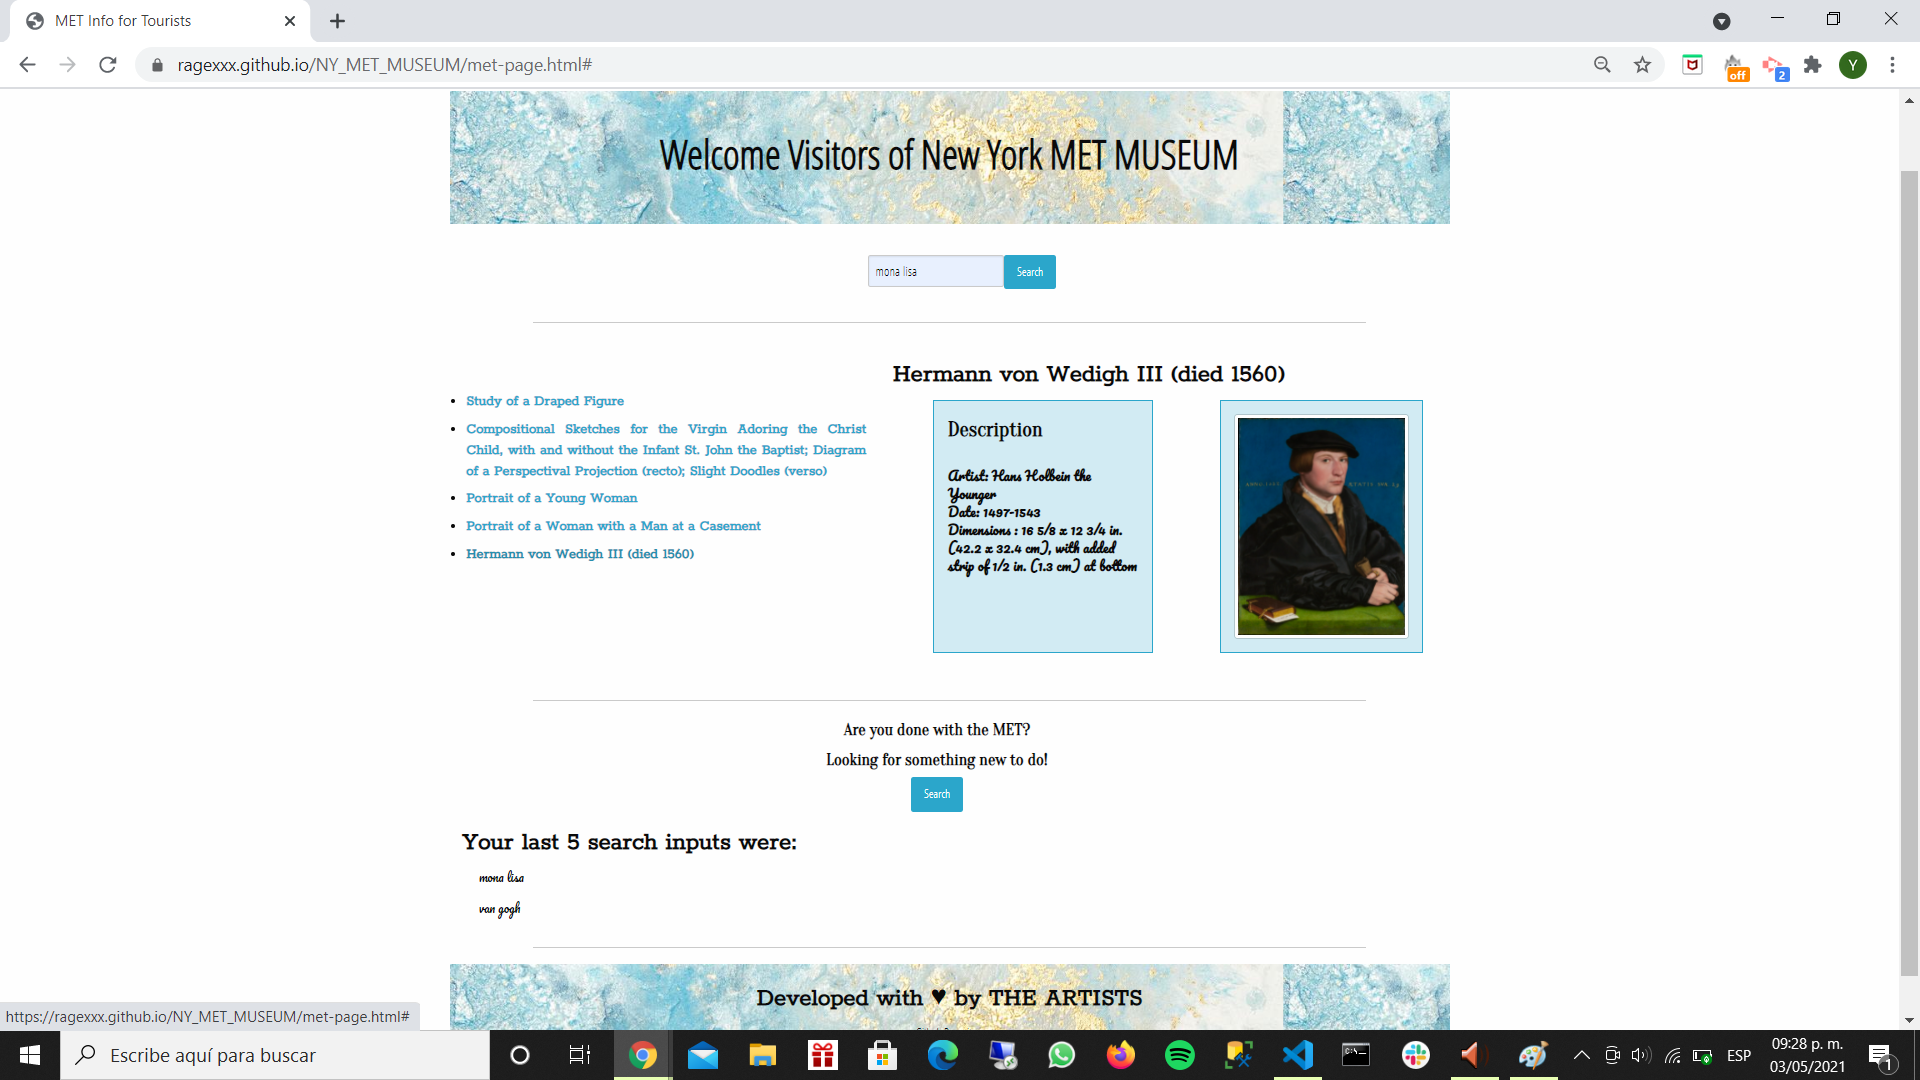 MET Info for Tourists
ragexxx.github.io/NY_MET_MUSEUM/met-page.html#
off
2
Y
Welcome Visitors of New York MET MUSEUM
mona lisa
Search
Study of a Draped Figure
Compositional Sketches for the Virgin Adoring the Christ
Child, with and without the Infant St. John the Baptist; Diagram
of a Perspectival Projection (recto); Slight Doodles (verso)
Portrait of a Young Woman
Portrait of a Woman with a Man at a Casement
Hermann von Wedigh III (died 1560)
Hermann von Wedigh III (died 1560)
Description
Artist: Hans Holbein the
Younger
Date: 1497-1543
Dimensions : 16 5/8 x 12 3/4 in.
(42.2 x 32.4 cm), with added
strip of 1/2 in. (1.3 cm) at bottom
Are you done with the MET?
Looking for something new to do!
Search
Your last 5 search inputs were:
mona lisa
van gogh
Developed with ♥ by THE ARTISTS
https://ragexxx.github.io/NY_MET_MUSEUM/met-page.html#
Escribe aquí para buscar
ESP
09:28 p. m.
03/05/2021
1